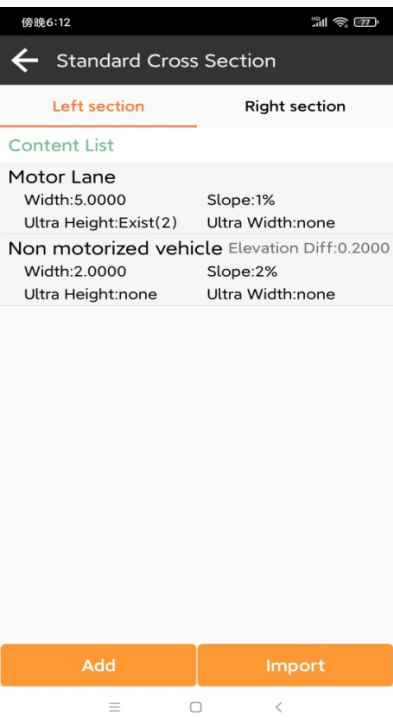 傍晚6:12
HD 77
Standard Cross Section
Left section Right section
Content List
Motor Lane
Width:5.0000 Slope:1%
Ultra Height:Exist(2) Ultra Width:none
Non motorized vehicle Elevation Diff:0.2000
Width:2.0000 Slope:2%
Ultra Height:none Ultra Width:none
Add Import